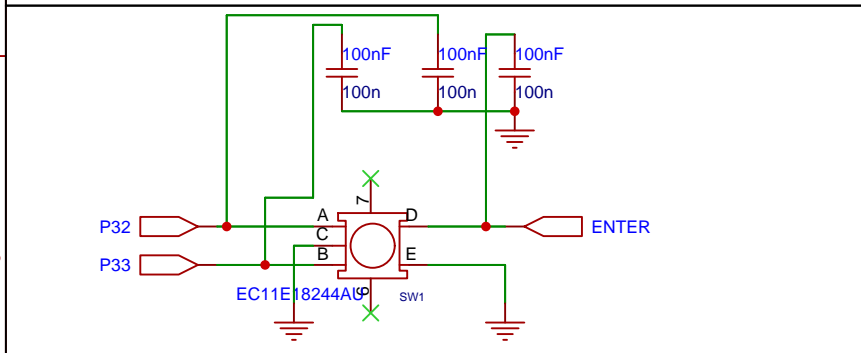 100nF 100nF 100nF
100n 100n 100n
7
A D
P32 ENTER
C
B E
P33
EC11E18244AU 6 SW1